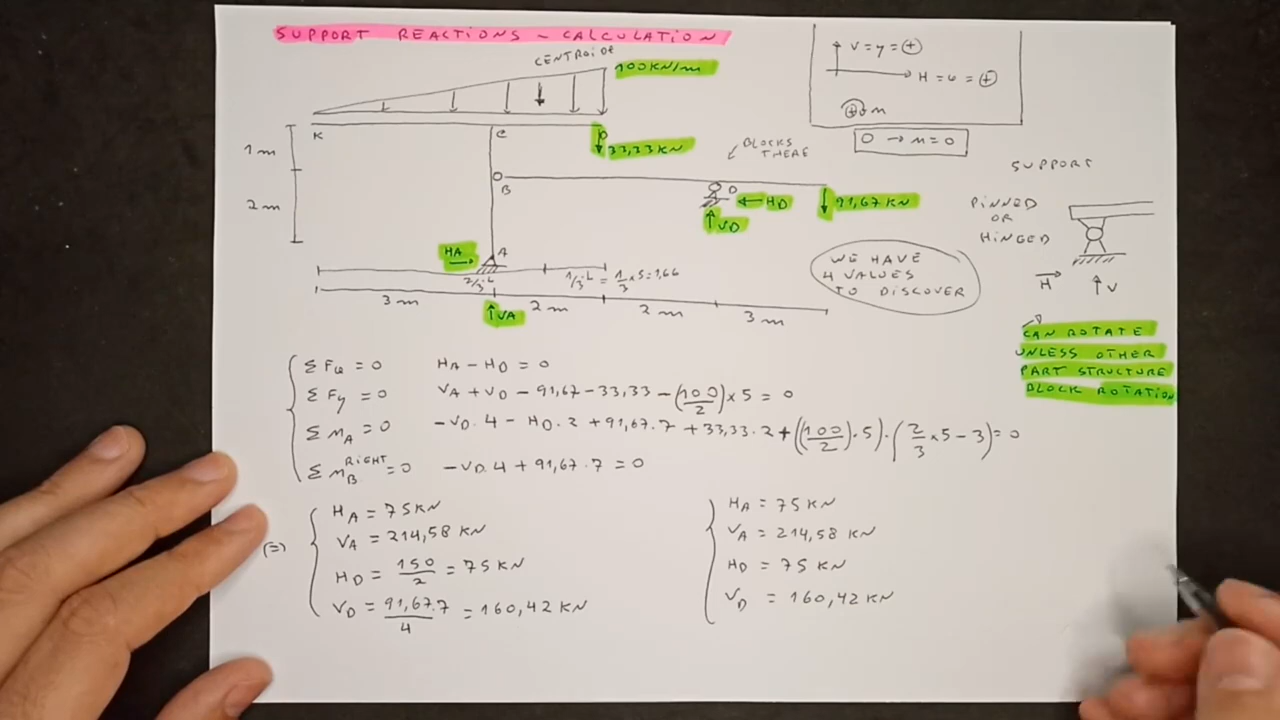 SUPPORT REACTIONS - CALCULATION
CENTROIDE
100KN/m
V = y = (+)
H = u = (+)
(+) M
O → M = 0
K
C
33,33 KN
1 m
BLOCKS
THERE
SUPPORT
B
D
HD
91,67 KN
PINNED
OR
HINGED
2 m
VD
HA
A
WE HAVE
4 VALUES
TO DISCOVER
H
V
2/3·L
1/3·L = 1/3 × 5 = 1,66
3 m
VA
2 m
2 m
3 m
CAN ROTATE
UNLESS OTHER
PART STRUCTURE
BLOCK ROTATION
Σ Fu = 0 HA - HD = 0
Σ Fy = 0 VA + VD - 91,67 - 33,33 - (100/2) × 5 = 0
Σ MA = 0 -VD.4 - HD.2 + 91,67.7 + 33,33.2 + ((100/2).5).(2/3 × 5 - 3) = 0
Σ MB RIGHT = 0 -VD.4 + 91,67.7 = 0
(=) HA = 75KN
VA = 214,58 KN
HD = 150/2 = 75 KN
VD = 91,67.7/4 = 160,42 KN
HA = 75 KN
VA = 214,58 KN
HD = 75 KN
VD = 160,42 KN